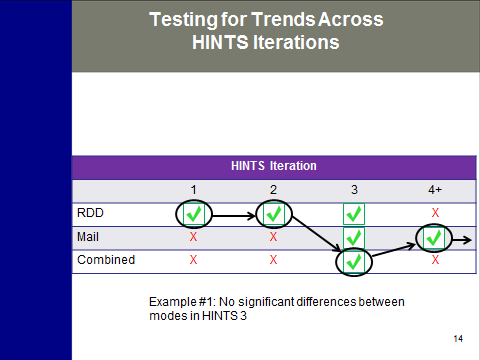 Testing for Trends Across
HINTS Iterations
HINTS Iteration
1 2 3 4+
RDD X
Mail X X
Combined X X X
Example #1: No significant differences between
modes in HINTS 3
14